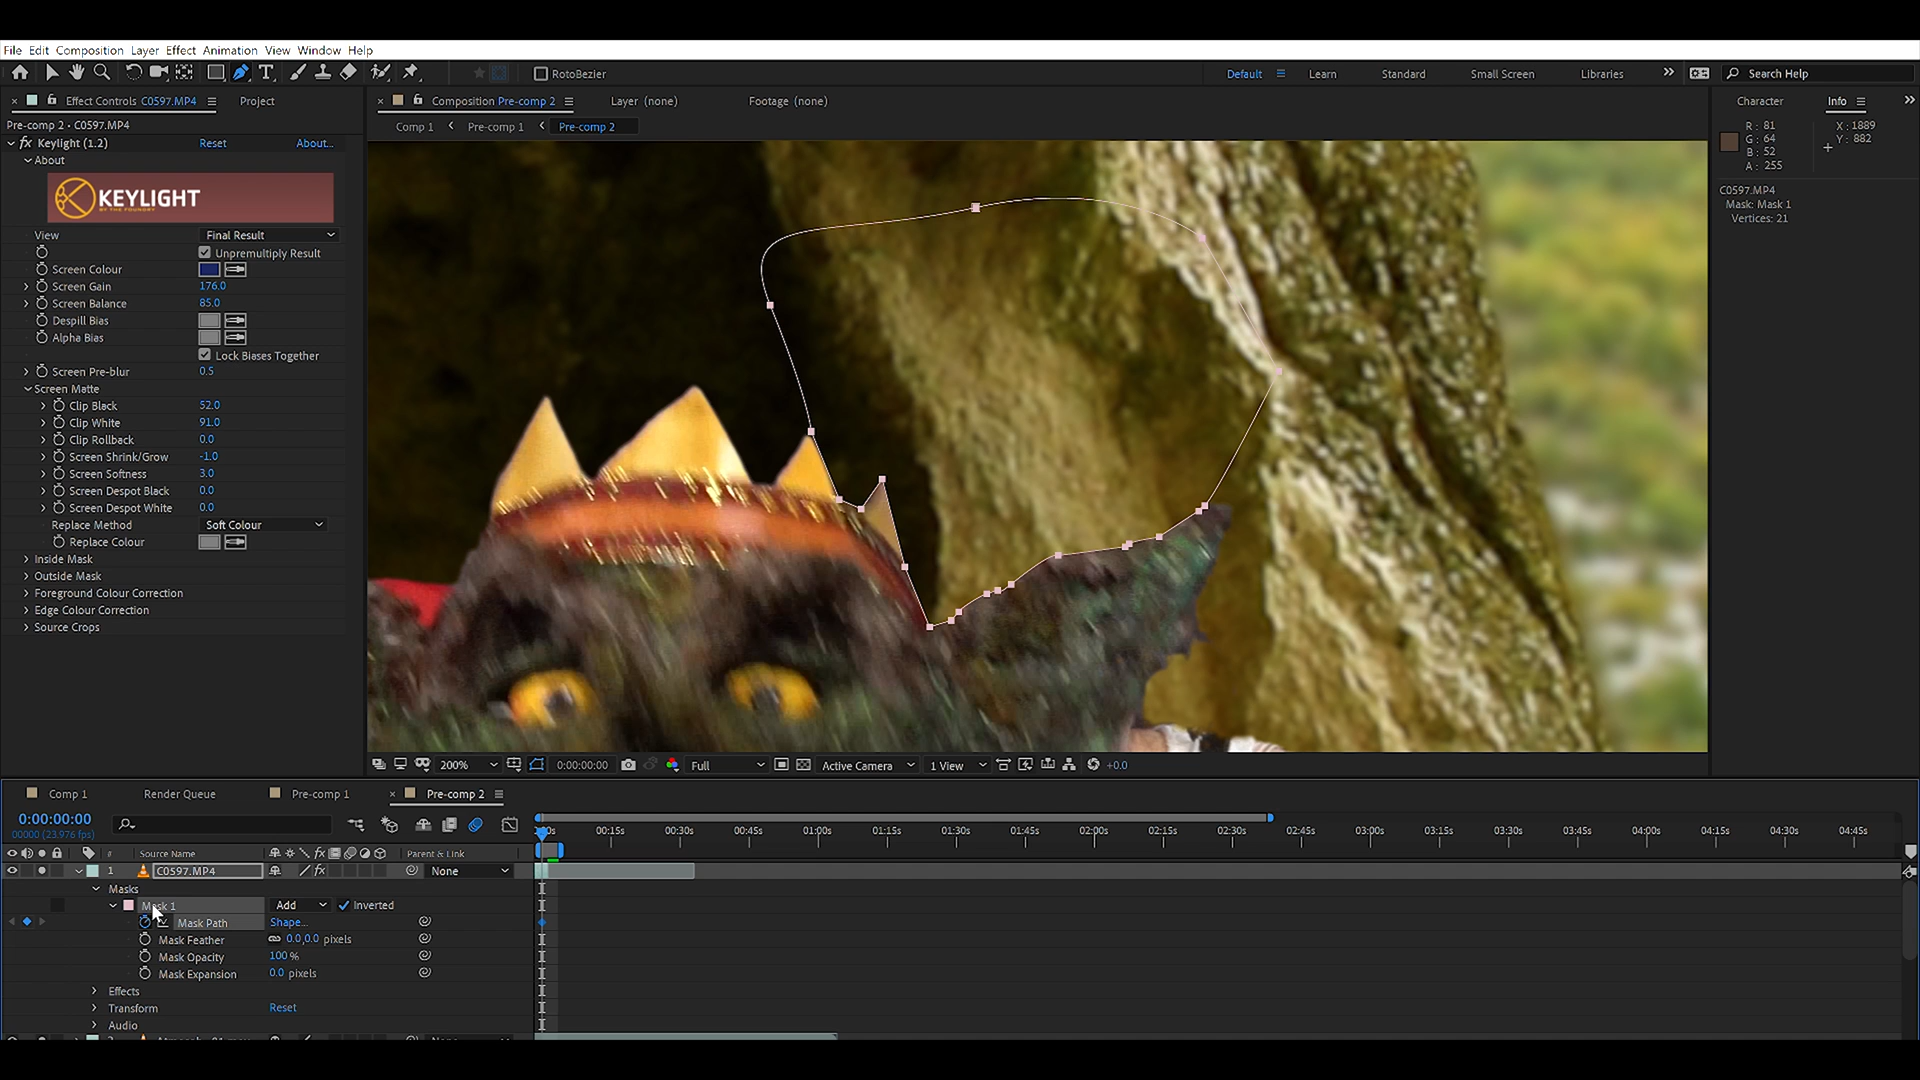 File Edit Composition Layer Effect Animation View Window Help
RotoBezier
Default Learn Standard Small Screen Libraries Search Help
Effect Controls C0597.MP4 Project
Composition Pre-comp 2 Layer (none) Footage (none)
Character Info
Pre-comp 2 • C0597.MP4
Comp 1 Pre-comp 1 Pre-comp 2
R : 81 X : 1889
G : 64 Y : 882
B : 52
A : 255
fx Keylight (1.2) Reset About...
About
KEYLIGHT
BY THE FOUNDRY
C0597.MP4
Mask: Mask 1
Vertices: 21
View Final Result
Unpremultiply Result
Screen Colour
Screen Gain 176.0
Screen Balance 85.0
Despill Bias
Alpha Bias
Lock Biases Together
Screen Pre-blur 0.5
Screen Matte
Clip Black 52.0
Clip White 91.0
Clip Rollback 0.0
Screen Shrink/Grow -1.0
Screen Softness 3.0
Screen Despot Black 0.0
Screen Despot White 0.0
Replace Method Soft Colour
Replace Colour
Inside Mask
Outside Mask
Foreground Colour Correction
Edge Colour Correction
Source Crops
200% 0:00:00:00 Full Active Camera 1 View +0.0
Comp 1 Render Queue Pre-comp 1 Pre-comp 2
0:00:00:00
00000 (23.976 fps)
00:15s 00:30s 00:45s 01:00s 01:15s 01:30s 01:45s 02:00s 02:15s 02:30s 02:45s 03:00s 03:15s 03:30s 03:45s 04:00s 04:15s 04:30s 04:45s
# Source Name fx Parent & Link
1 C0597.MP4 fx None
Masks
Mask 1 Add Inverted
Mask Path Shape...
Mask Feather 0.0,0.0 pixels
Mask Opacity 100 %
Mask Expansion 0.0 pixels
Effects
Transform Reset
Audio